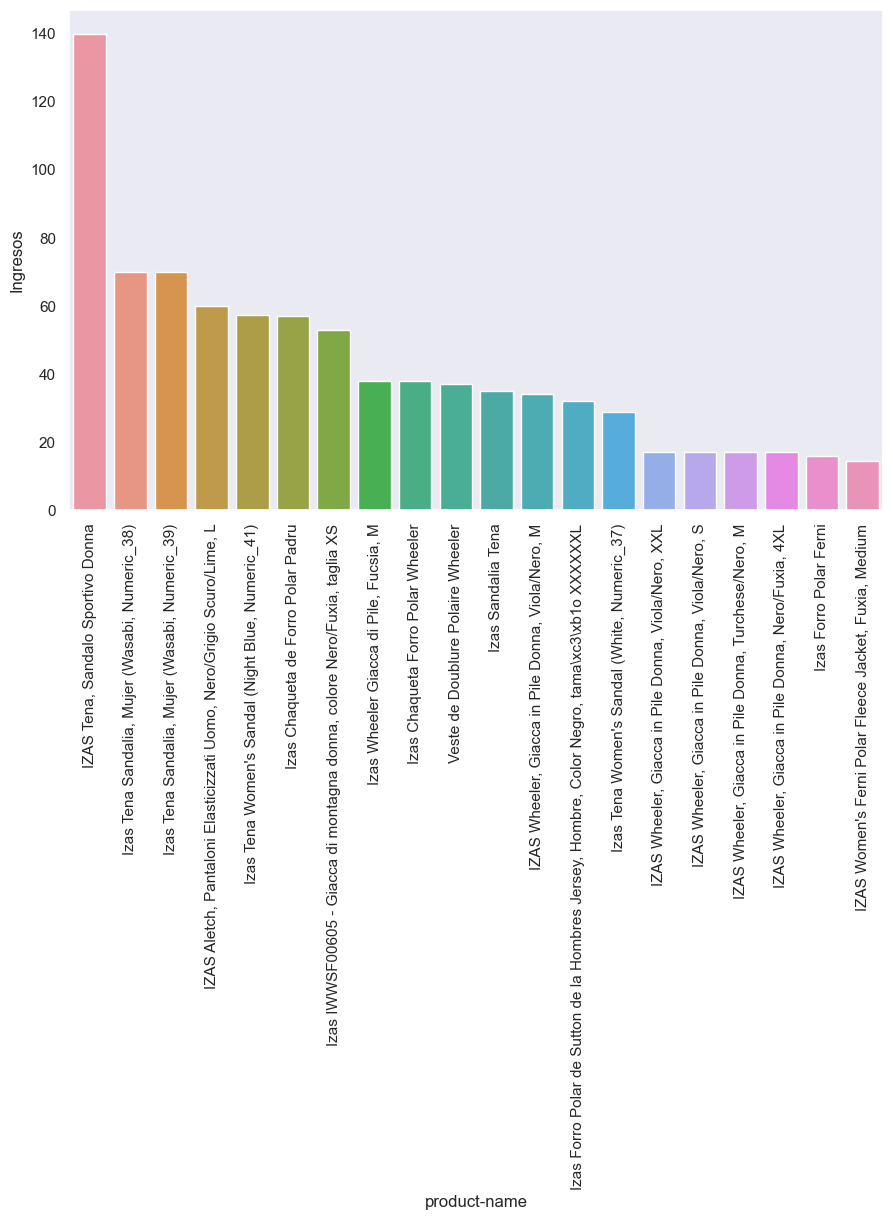 140
120
100
80
60
40
20
0
Ingresos
IZAS Tena, Sandalo Sportivo Donna
Izas Tena Sandalia, Mujer (Wasabi, Numeric_38)
Izas Tena Sandalia, Mujer (Wasabi, Numeric_39)
IZAS Aletch, Pantaloni Elasticizzati Uomo, Nero/Grigio Scuro/Lime, L
Izas Tena Women's Sandal (Night Blue, Numeric_41)
Izas Chaqueta de Forro Polar Padru
Izas IWWSF00605 - Giacca di montagna donna, colore Nero/Fuxia, taglia XS
Izas Wheeler Giacca di Pile, Fucsia, M
Izas Chaqueta Forro Polar Wheeler
Veste de Doublure Polaire Wheeler
Izas Sandalia Tena
IZAS Wheeler, Giacca in Pile Donna, Viola/Nero, M
Izas Forro Polar de Sutton de la Hombres Jersey, Hombre, Color Negro, tama\xc3\xb1o XXXXXXL
Izas Tena Women's Sandal (White, Numeric_37)
IZAS Wheeler, Giacca in Pile Donna, Viola/Nero, XXL
IZAS Wheeler, Giacca in Pile Donna, Viola/Nero, S
IZAS Wheeler, Giacca in Pile Donna, Turchese/Nero, M
IZAS Wheeler, Giacca in Pile Donna, Nero/Fuxia, 4XL
Izas Forro Polar Ferni
IZAS Women's Ferni Polar Fleece Jacket, Fuxia, Medium
product-name